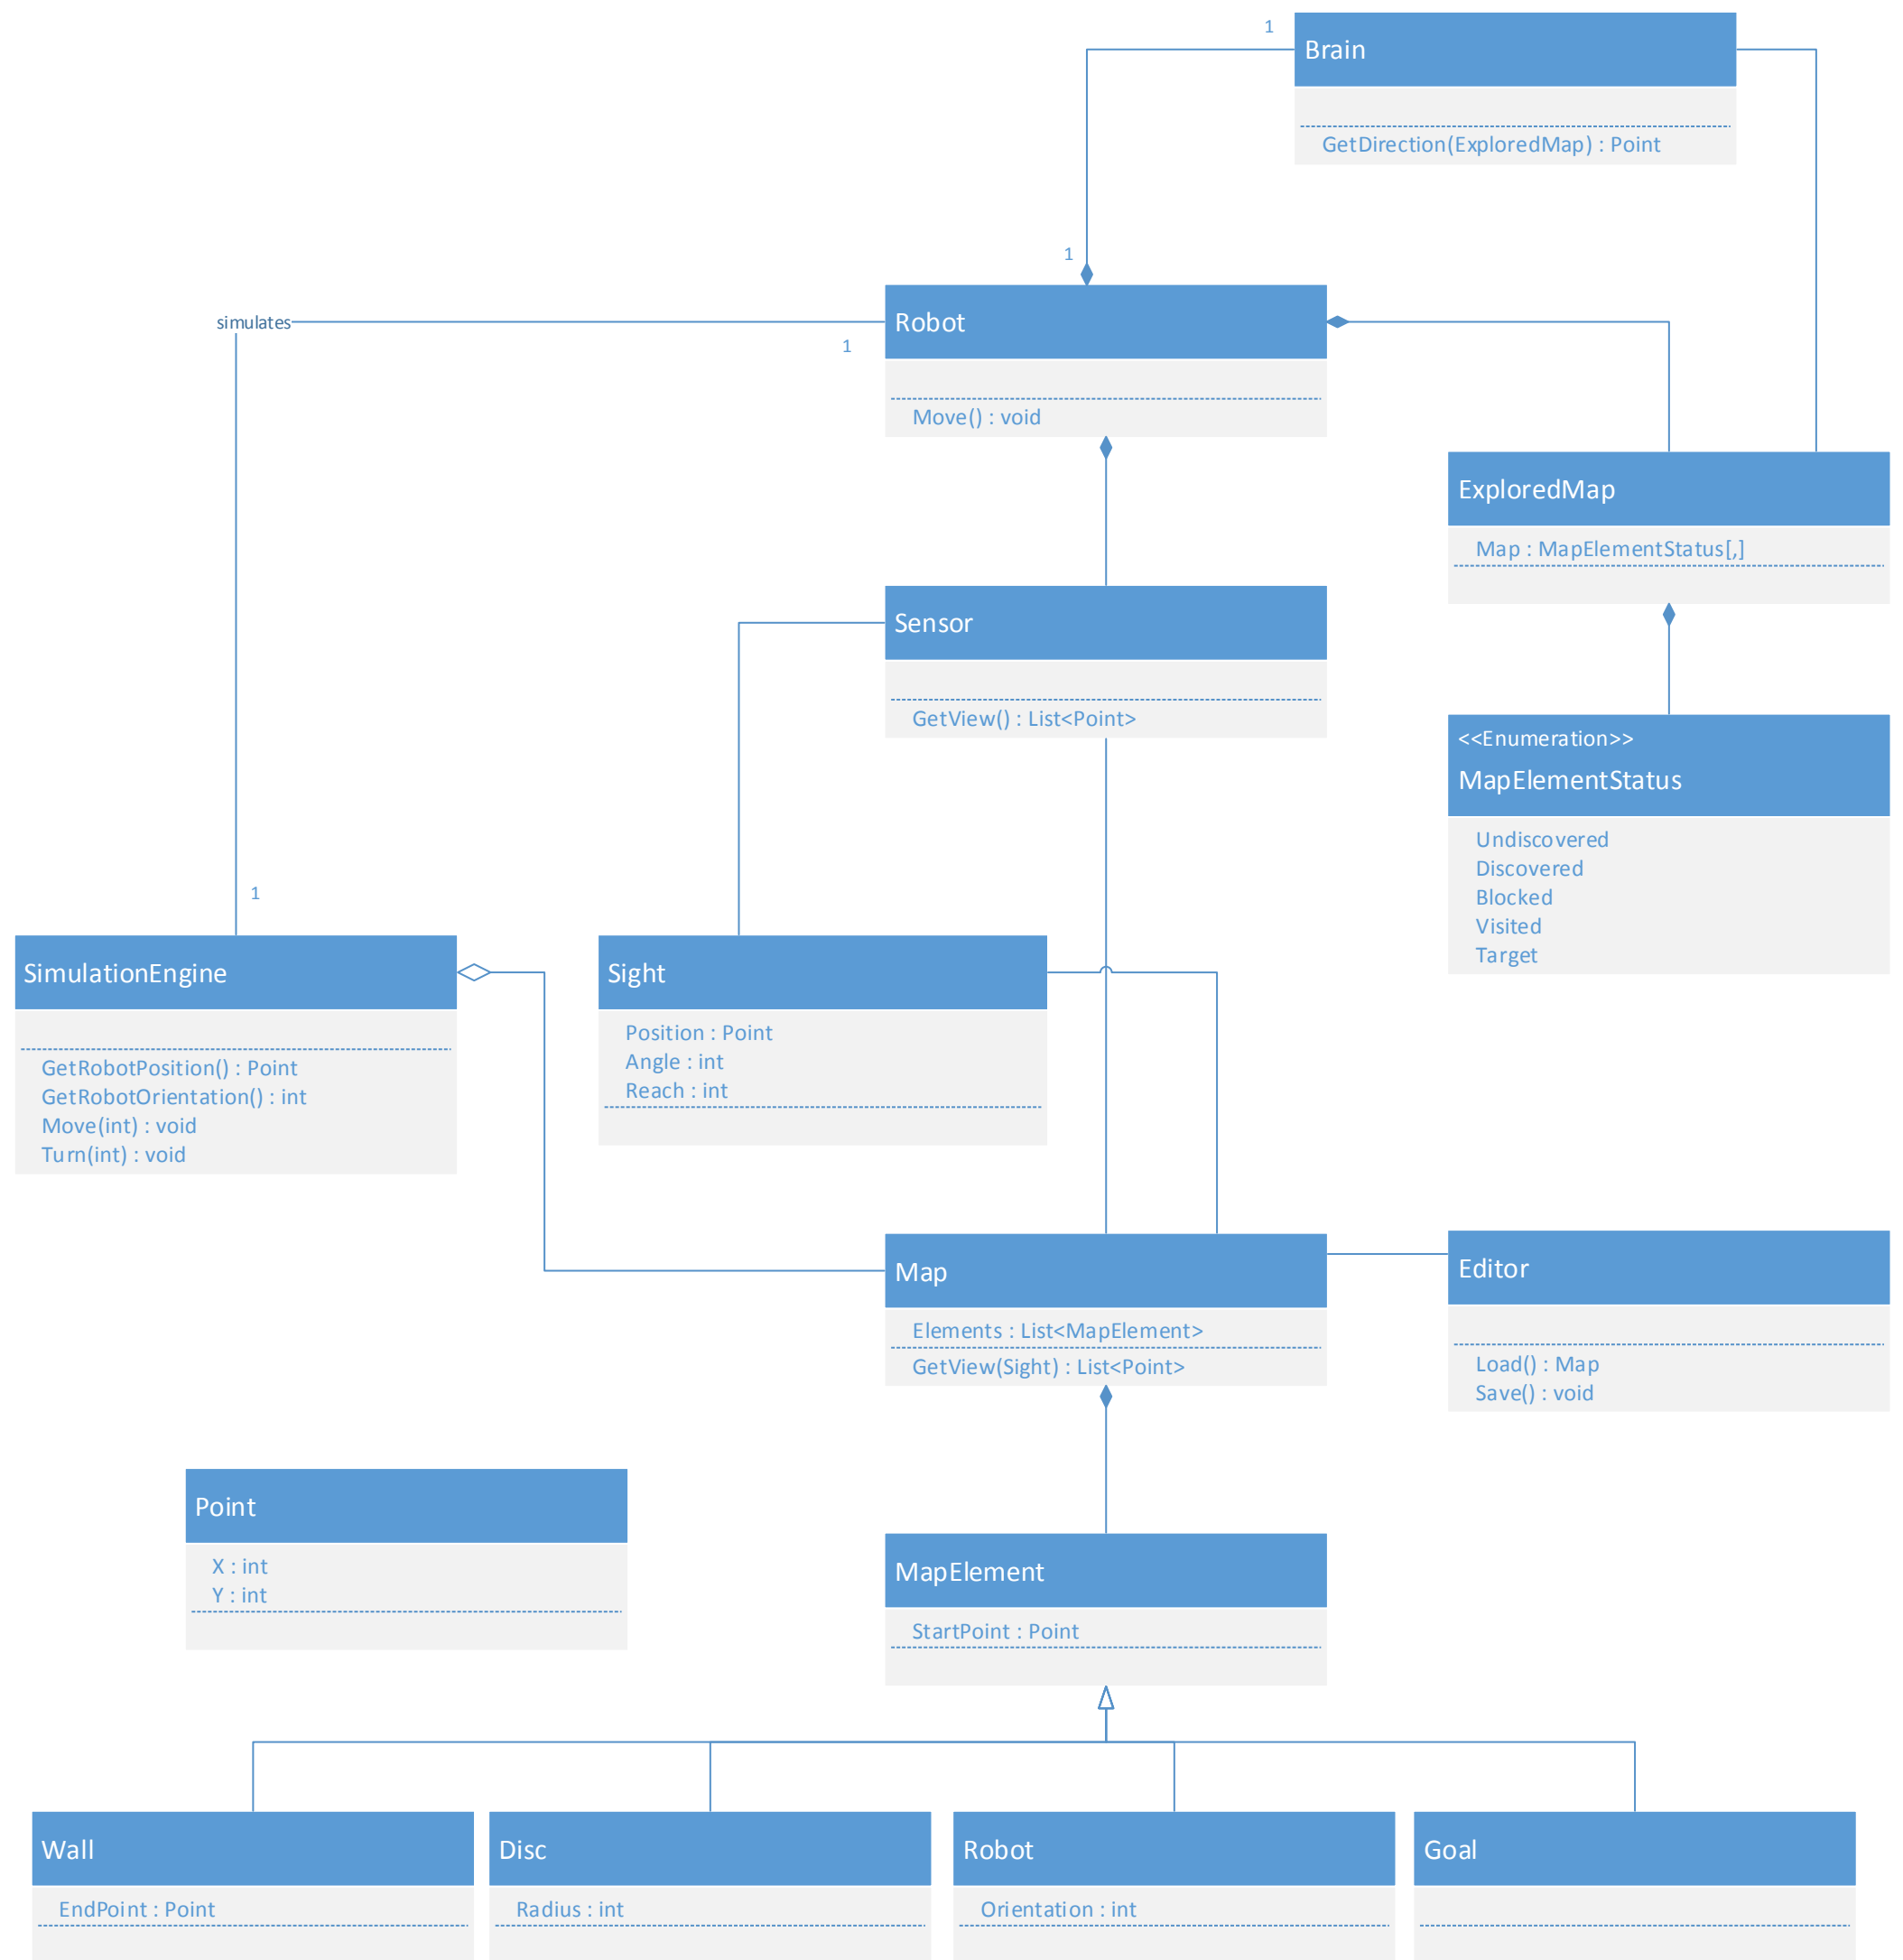 1
Brain
GetDirection(ExploredMap) : Point
1
simulates
1
Robot
Move() : void
ExploredMap
Map : MapElementStatus[,]
Sensor
GetView() : List<Point>
<<Enumeration>>
MapElementStatus
Undiscovered
Discovered
Blocked
Visited
Target
1
SimulationEngine
GetRobotPosition() : Point
GetRobotOrientation() : int
Move(int) : void
Turn(int) : void
Sight
Position : Point
Angle : int
Reach : int
Map
Elements : List<MapElement>
GetView(Sight) : List<Point>
Editor
Load() : Map
Save() : void
Point
X : int
Y : int
MapElement
StartPoint : Point
Wall
EndPoint : Point
Disc
Radius : int
Robot
Orientation : int
Goal